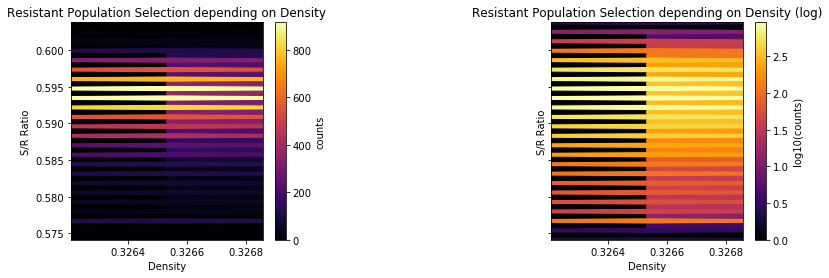 Resistant Population Selection depending on Density
0.600
0.595
0.590
0.585
0.580
0.575
S/R Ratio
0.3264
0.3266
0.3268
Density
800
600
400
200
0
counts
Resistant Population Selection depending on Density (log)
S/R Ratio
0.3264
0.3266
0.3268
Density
2.5
2.0
1.5
1.0
0.5
0.0
log10(counts)